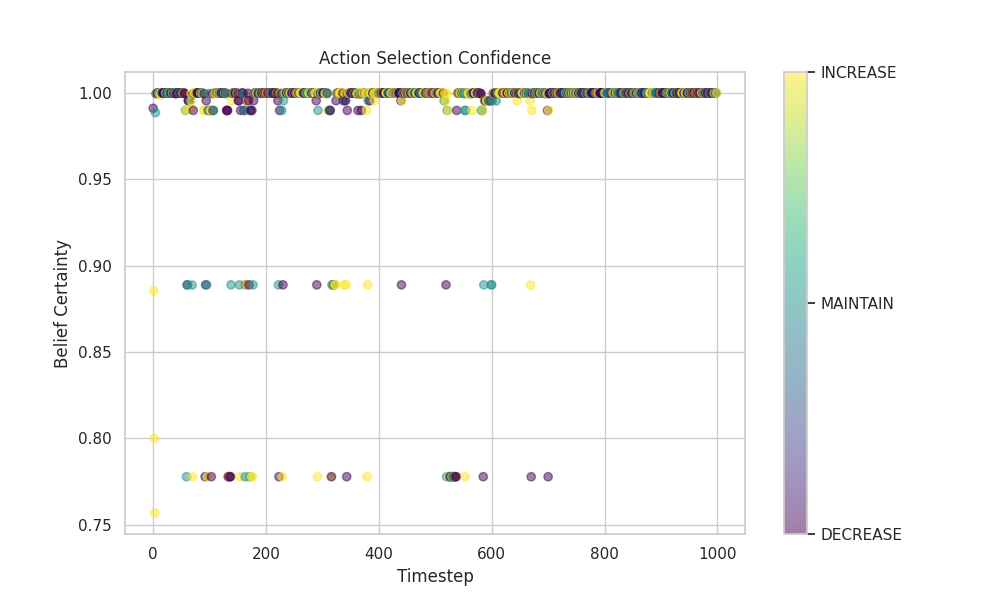 Action Selection Confidence
Belief Certainty
1.00
0.95
0.90
0.85
0.80
0.75
0
200
400
600
800
1000
Timestep
INCREASE
MAINTAIN
DECREASE